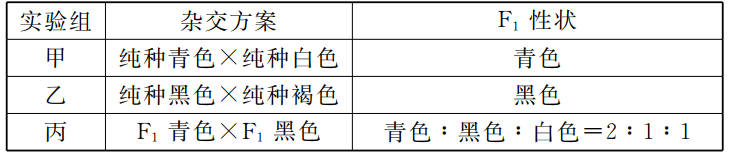 实验组 杂交方案 F₁ 性状
甲 纯种青色×纯种白色 青色
乙 纯种黑色×纯种褐色 黑色
丙 F₁ 青色×F₁ 黑色 青色∶黑色∶白色＝2∶1∶1